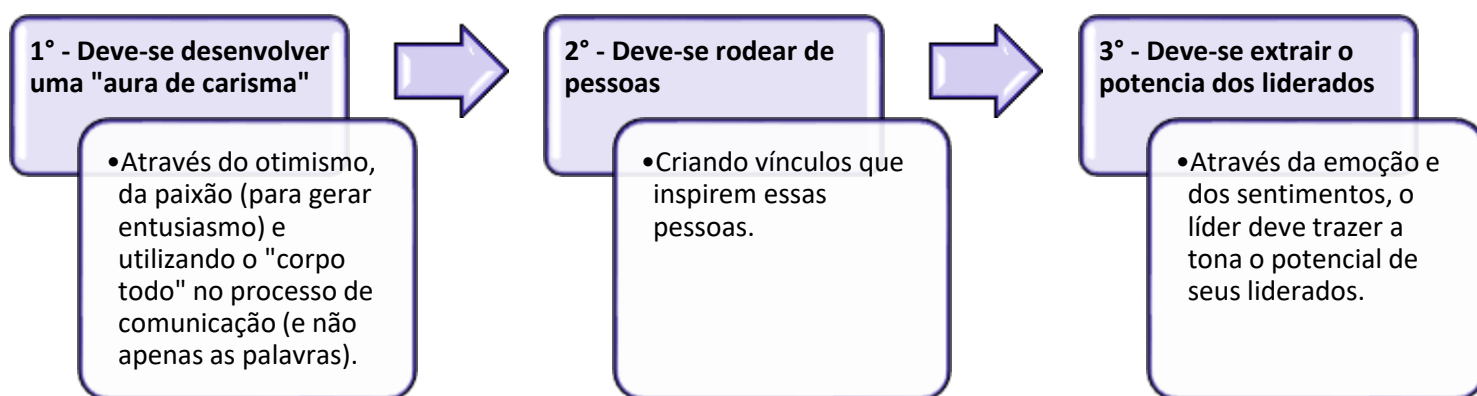 1° - Deve-se desenvolver
uma "aura de carisma"
•Através do otimismo,
da paixão (para gerar
entusiasmo) e
utilizando o "corpo
todo" no processo de
comunicação (e não
apenas as palavras).
2° - Deve-se rodear de
pessoas
•Criando vínculos que
inspirem essas
pessoas.
3° - Deve-se extrair o
potencia dos liderados
•Através da emoção e
dos sentimentos, o
líder deve trazer a
tona o potencial de
seus liderados.